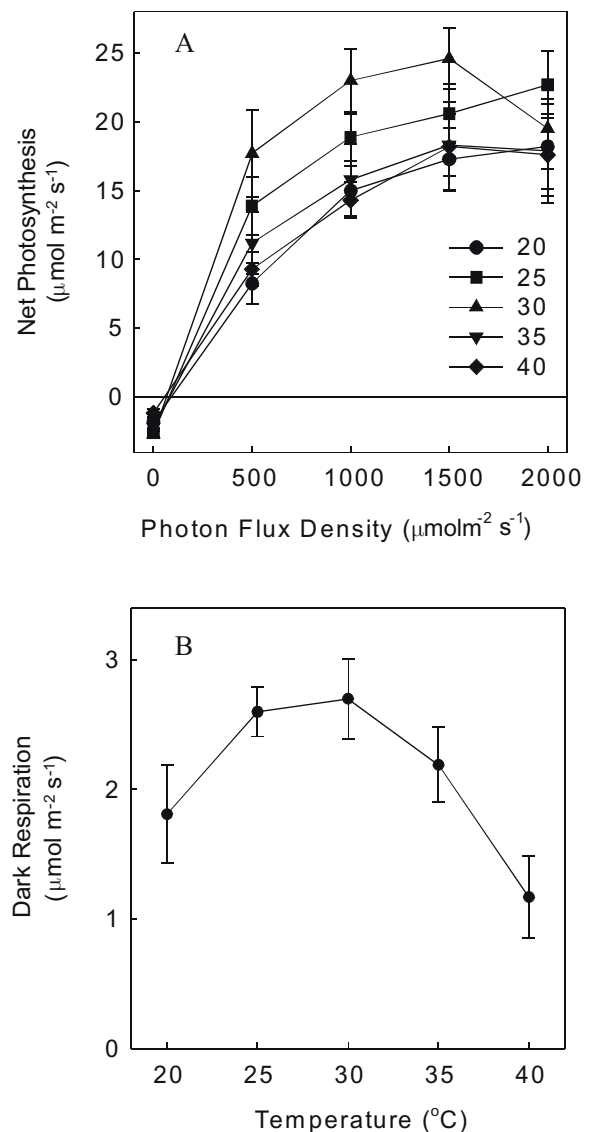 A
25
20
15
10
5
0
Net Photosynthesis
(μmol m-2 s-1)
20
25
30
35
40
0 500 1000 1500 2000
Photon Flux Density (μmolm-2 s-1)
B
3
2
1
0
Dark Respiration
(μmol m-2 s-1)
20 25 30 35 40
Temperature (oC)